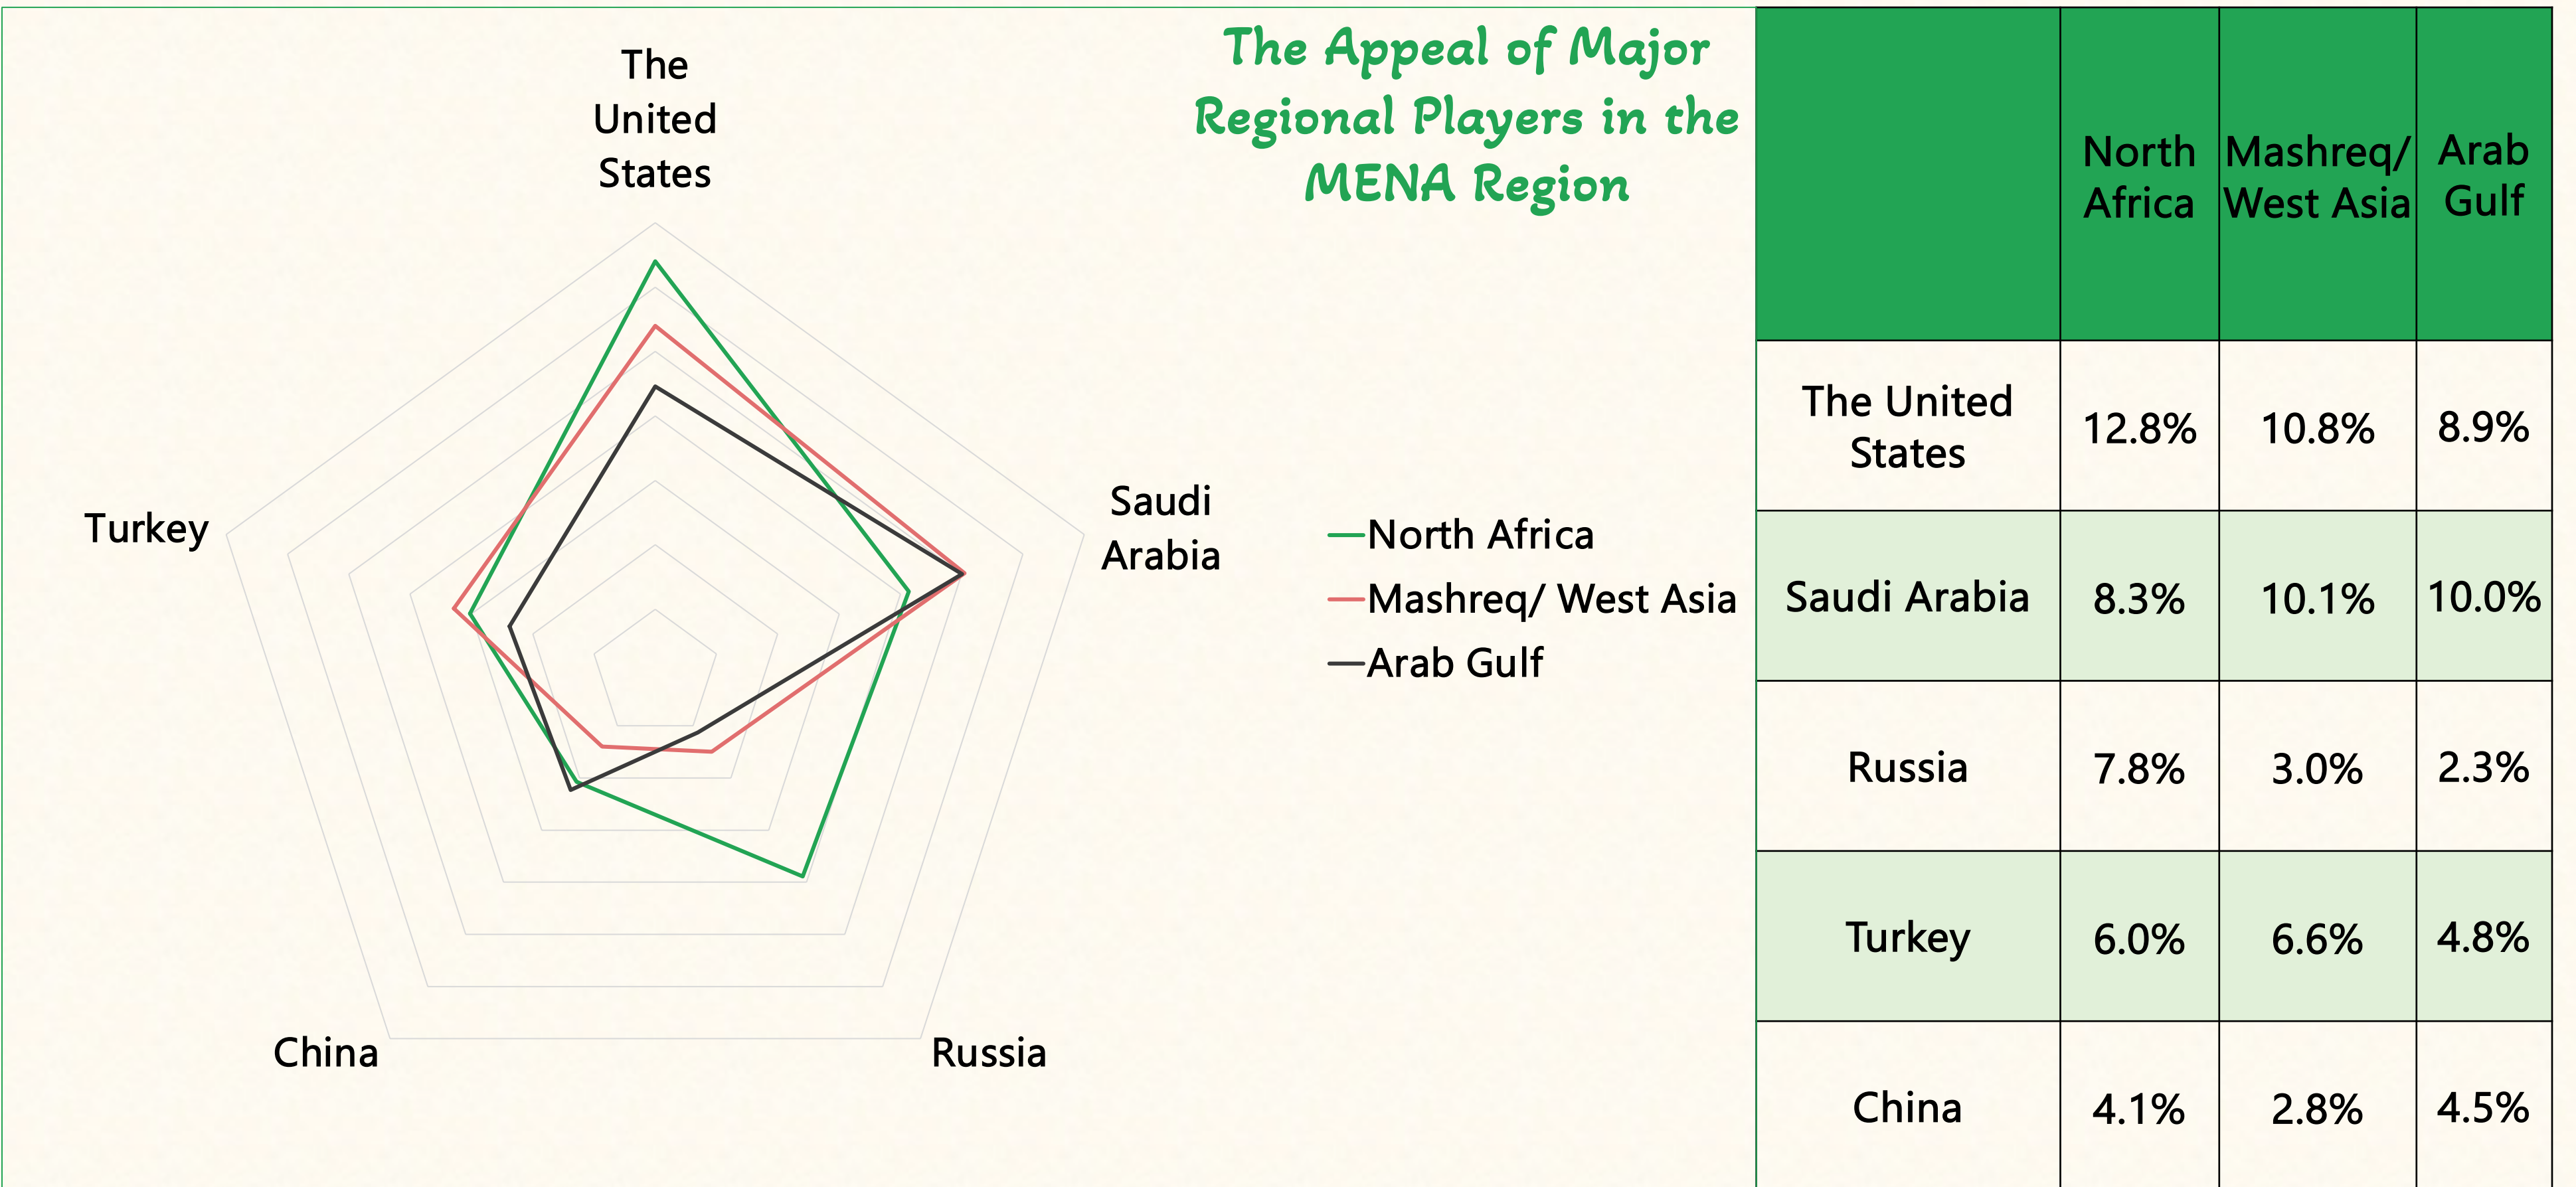 The Appeal of Major
Regional Players in the
MENA Region
The
United
States
Saudi
Arabia
Russia
China
Turkey
North Africa
Mashreq/ West Asia
Arab Gulf
North
Africa
Mashreq/
West Asia
Arab
Gulf
The United
States
12.8% 10.8% 8.9%
Saudi Arabia 8.3% 10.1% 10.0%
Russia 7.8% 3.0% 2.3%
Turkey 6.0% 6.6% 4.8%
China 4.1% 2.8% 4.5%